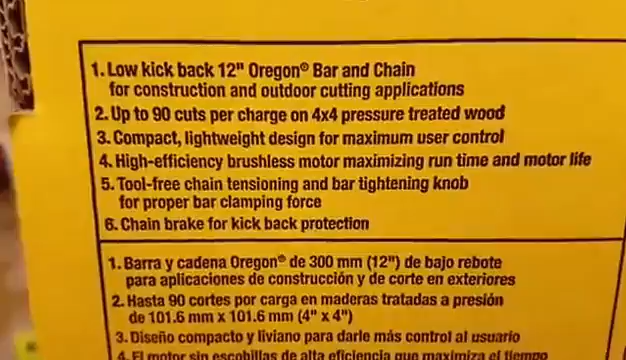 1. Low kick back 12" Oregon® Bar and Chain
for construction and outdoor cutting applications
2. Up to 90 cuts per charge on 4x4 pressure treated wood
3. Compact, lightweight design for maximum user control
4. High-efficiency brushless motor maximizing run time and motor life
5. Tool-free chain tensioning and bar tightening knob
for proper bar clamping force
6. Chain brake for kick back protection
1. Barra y cadena Oregon® de 300 mm (12") de bajo rebote
para aplicaciones de construcción y de corte en exteriores
2. Hasta 90 cortes por carga en maderas tratadas a presión
de 101.6 mm x 101.6 mm (4" x 4")
3. Diseño compacto y liviano para darle más control al usuario
4. El motor sin escobillas de alta eficiencia que maximiza el tiempo